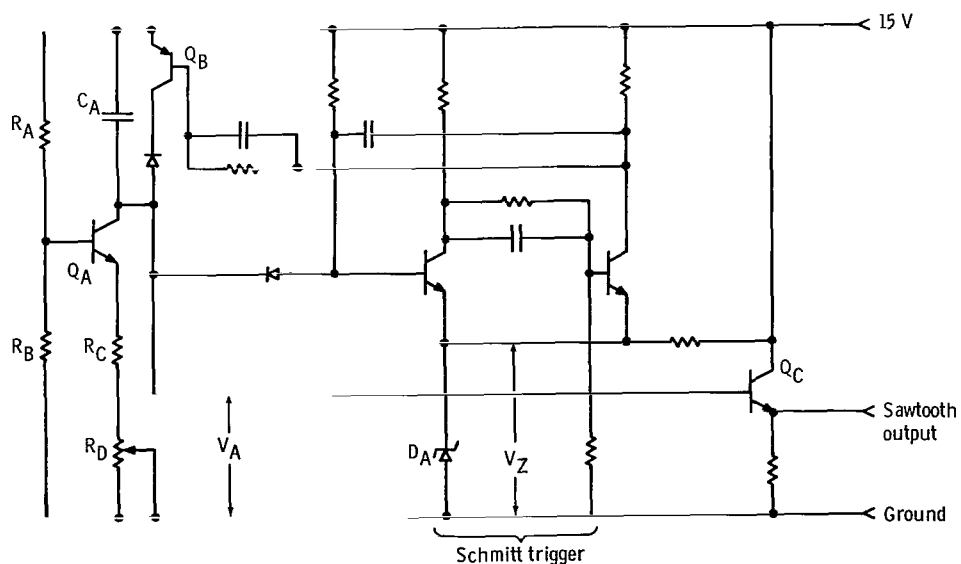 15 V
Q_B
C_A
R_A
Q_A
R_B
R_C
Q_C
Sawtooth
output
R_D
V_A
D_A
V_Z
Ground
Schmitt trigger